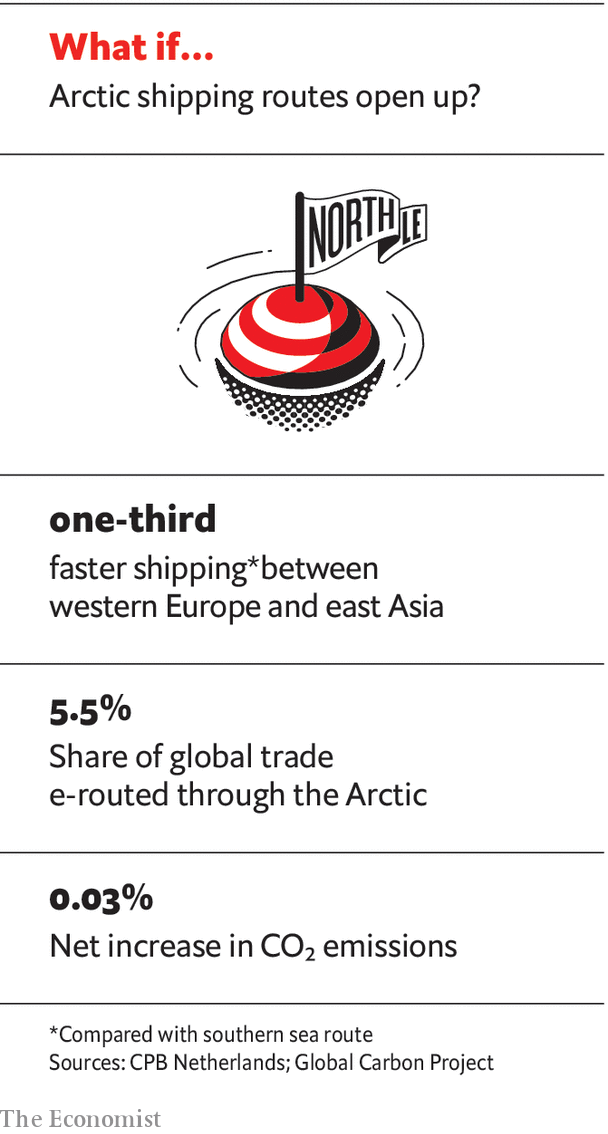 What if...
Arctic shipping routes open up?
NORTH LE
one-third
faster shipping*between
western Europe and east Asia
5.5%
Share of global trade
e-routed through the Arctic
0.03%
Net increase in CO₂ emissions
*Compared with southern sea route
Sources: CPB Netherlands; Global Carbon Project
The Economist